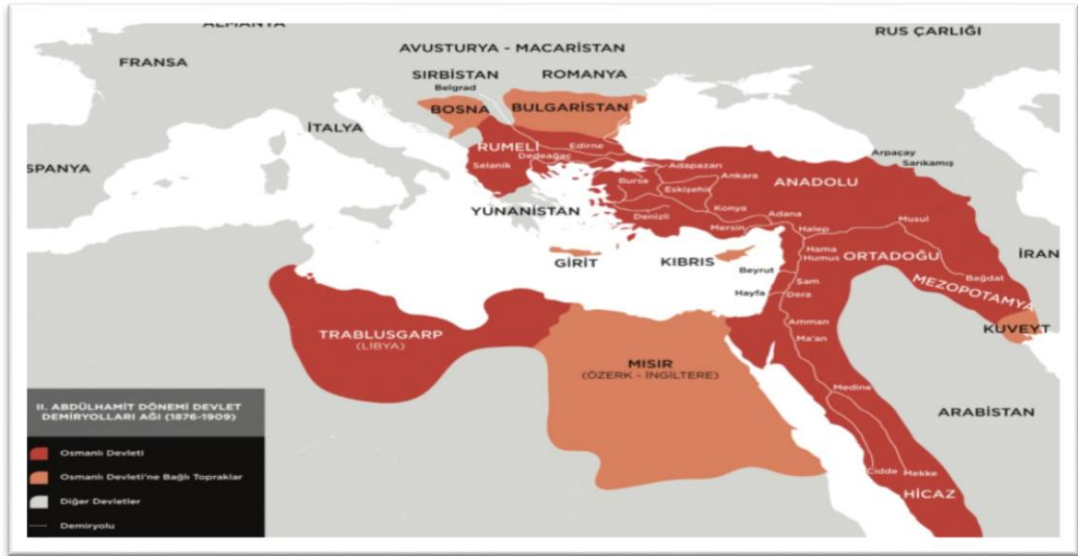 ALMANYA
RUS ÇARLIĞI
AVUSTURYA - MACARİSTAN
FRANSA
SIRBİSTAN
ROMANYA
Belgrad
BOSNA
BULGARİSTAN
İTALYA
RUMELİ
Edirne
Dedeağaç
Selanik
Arpaçay
Sarıkamış
SPANYA
Adapazarı
Ankara
Bursa
Eskişehir
ANADOLU
YUNANİSTAN
Konya
Denizli
Mersin
Adana
Musul
Halep
Hama
Humus
ORTADOĞU
İRAN
GİRİT
KIBRIS
Beyrut
Şam
Bağdat
MEZOPOTAMYA
Hayfa
Dera
TRABLUSGARP
(LİBYA)
Amman
Ma'an
KUVEYT
MISIR
(ÖZERK - İNGİLTERE)
Medine
ARABİSTAN
Cidde
Mekke
HİCAZ
II. ABDÜLHAMİT DÖNEMİ DEVLET
DEMİRYOLLARI AĞI (1876-1909)
Osmanlı Devleti
Osmanlı Devleti'ne Bağlı Topraklar
Diğer Devletler
Demiryolu